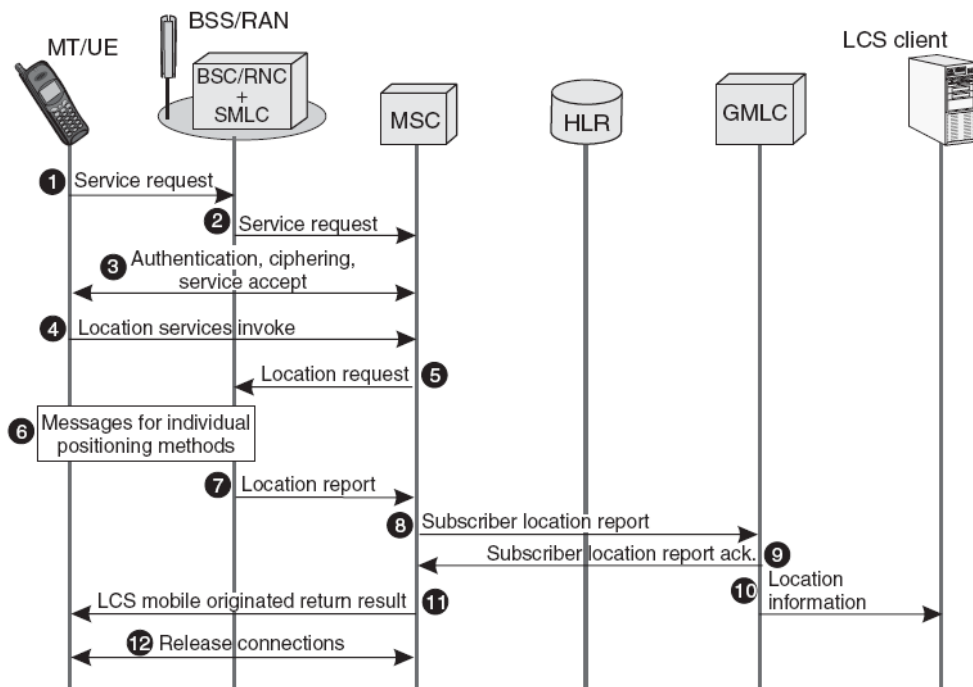 BSS/RAN
MT/UE
LCS client
BSC/RNC
+
SMLC
MSC
HLR
GMLC
1 Service request
2 Service request
3 Authentication, ciphering,
service accept
4 Location services invoke
Location request 5
6 Messages for individual
positioning methods
7 Location report
8 Subscriber location report
Subscriber location report ack. 9
10 Location
information
LCS mobile originated return result 11
12 Release connections